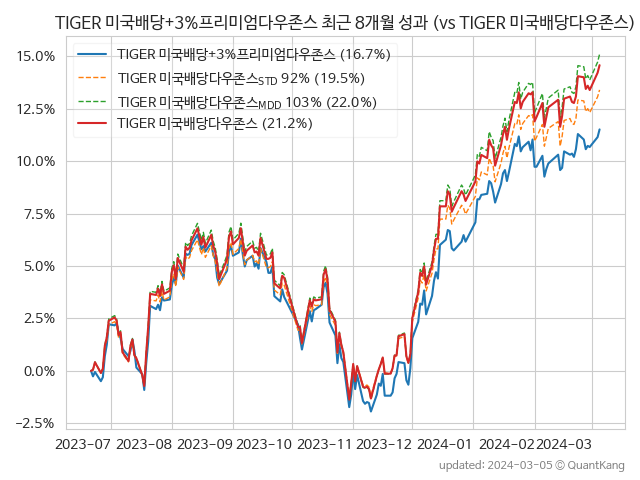 TIGER 미국배당+3%프리미엄다우존스 최근 8개월 성과 (vs TIGER 미국배당다우존스)
TIGER 미국배당+3%프리미엄다우존스 (16.7%)
TIGER 미국배당다우존스STD 92% (19.5%)
TIGER 미국배당다우존스MDD 103% (22.0%)
TIGER 미국배당다우존스 (21.2%)
15.0%
12.5%
10.0%
7.5%
5.0%
2.5%
0.0%
−2.5%
2023-07 2023-08 2023-09 2023-10 2023-11 2023-12 2024-01 2024-02 2024-03
updated: 2024-03-05 © QuantKang